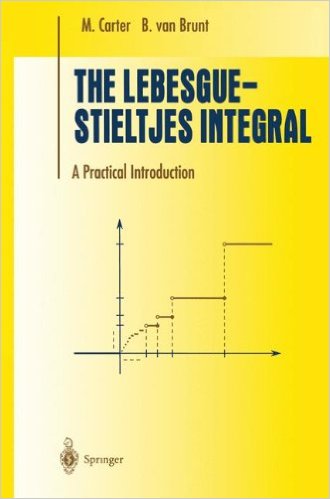 M. Carter B. van Brunt
THE LEBESGUE–
STIELTJES INTEGRAL
A Practical Introduction
Springer